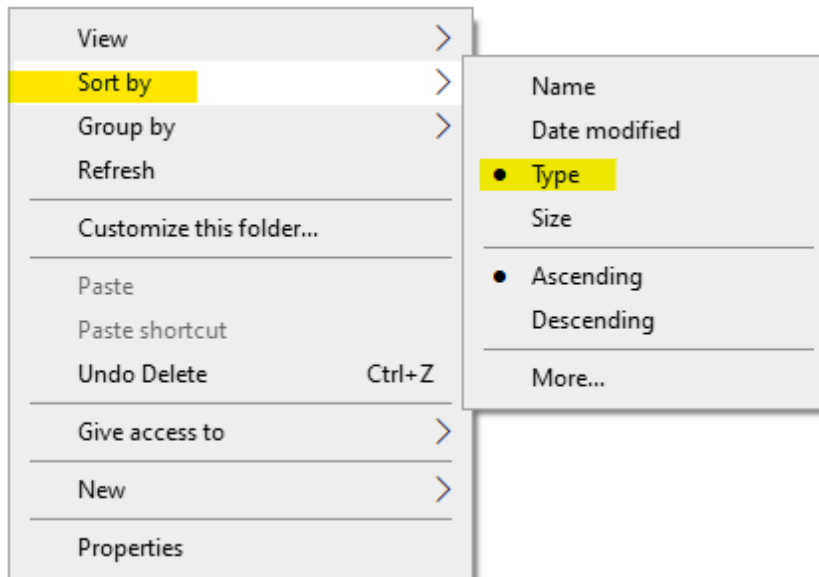 View
Sort by
Group by
Refresh
Customize this folder...
Paste
Paste shortcut
Undo Delete Ctrl+Z
Give access to
New
Properties
Name
Date modified
Type
Size
Ascending
Descending
More...